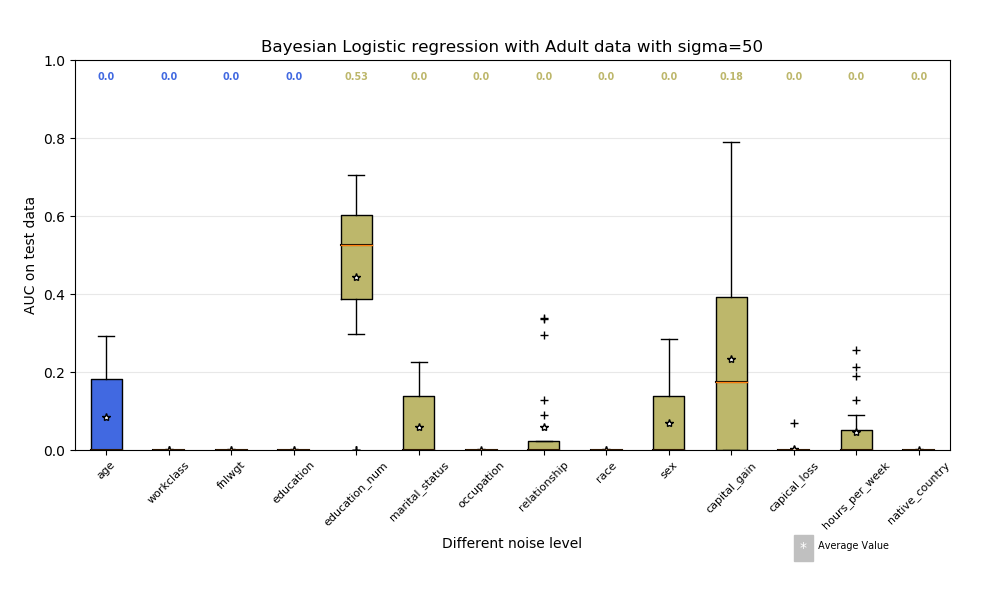 Bayesian Logistic regression with Adult data with sigma=50
1.0
0.0 0.0 0.0 0.0 0.53 0.0 0.0 0.0 0.0 0.0 0.18 0.0 0.0 0.0
0.8
0.6
0.4
0.2
0.0
AUC on test data
age workclass fnlwgt education education_num marital_status occupation relationship race sex capital_gain capical_loss hours_per_week native_country
Different noise level
* Average Value